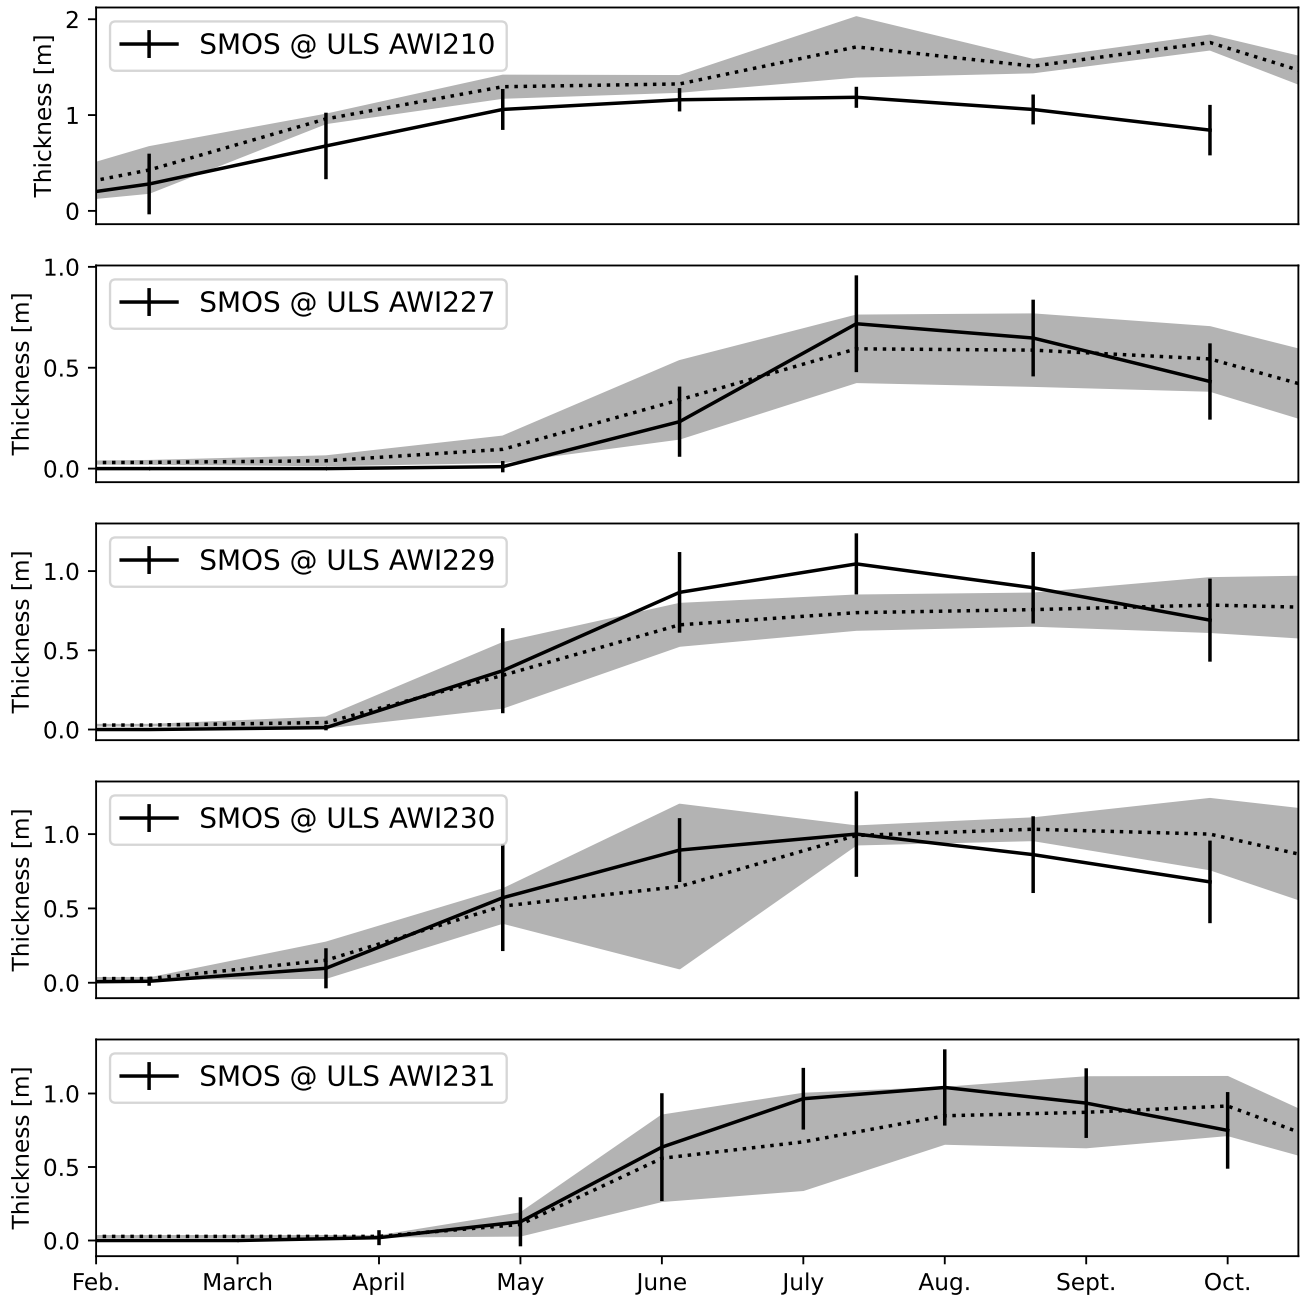 2
1
0
Thickness [m]
SMOS @ ULS AWI210
1.0
0.5
0.0
Thickness [m]
SMOS @ ULS AWI227
1.0
0.5
0.0
Thickness [m]
SMOS @ ULS AWI229
1.0
0.5
0.0
Thickness [m]
SMOS @ ULS AWI230
1.0
0.5
0.0
Thickness [m]
SMOS @ ULS AWI231
Feb. March April May June July Aug. Sept. Oct.